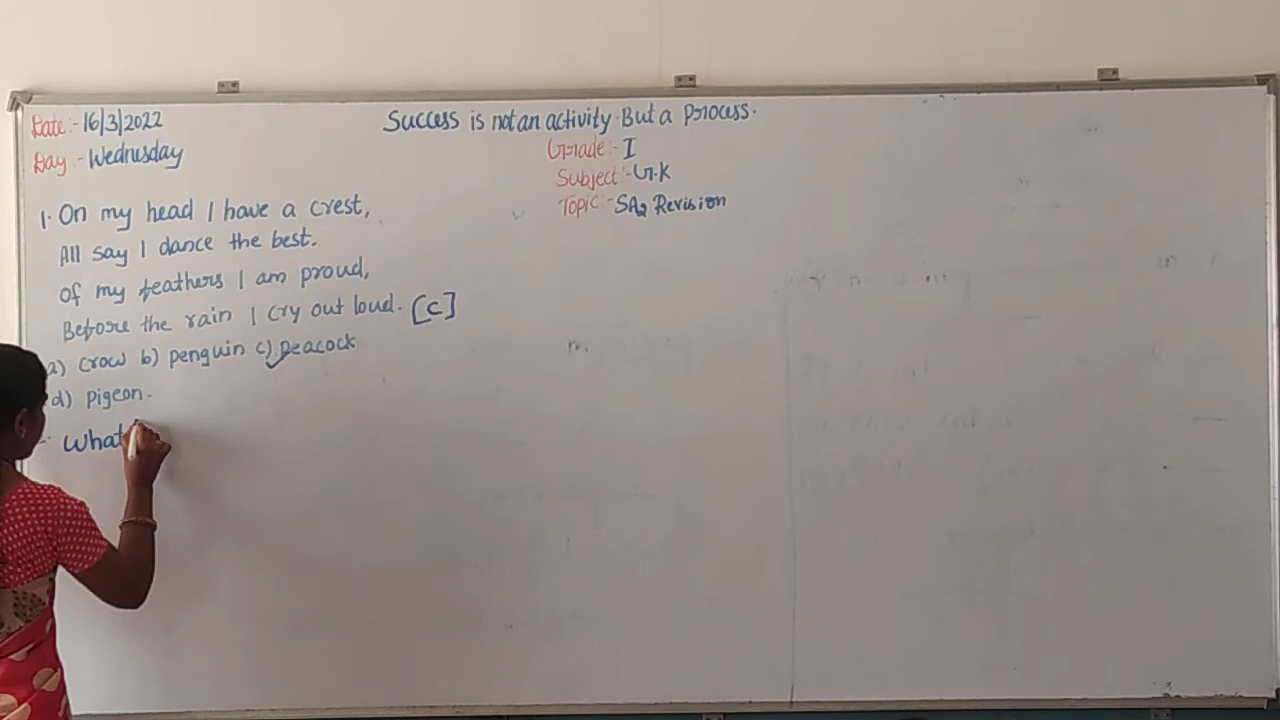 Date:- 16/3/2022
Success is not an activity. But a process.
Day:- Wednesday
Grade:- I
Subject:- G.K
Topic:- SA2 Revision
1. On my head I have a crest,
All say I dance the best.
Of my feathers I am proud,
Before the rain I cry out loud. [C]
a) Crow b) penguin c) peacock
d) Pigeon.
What